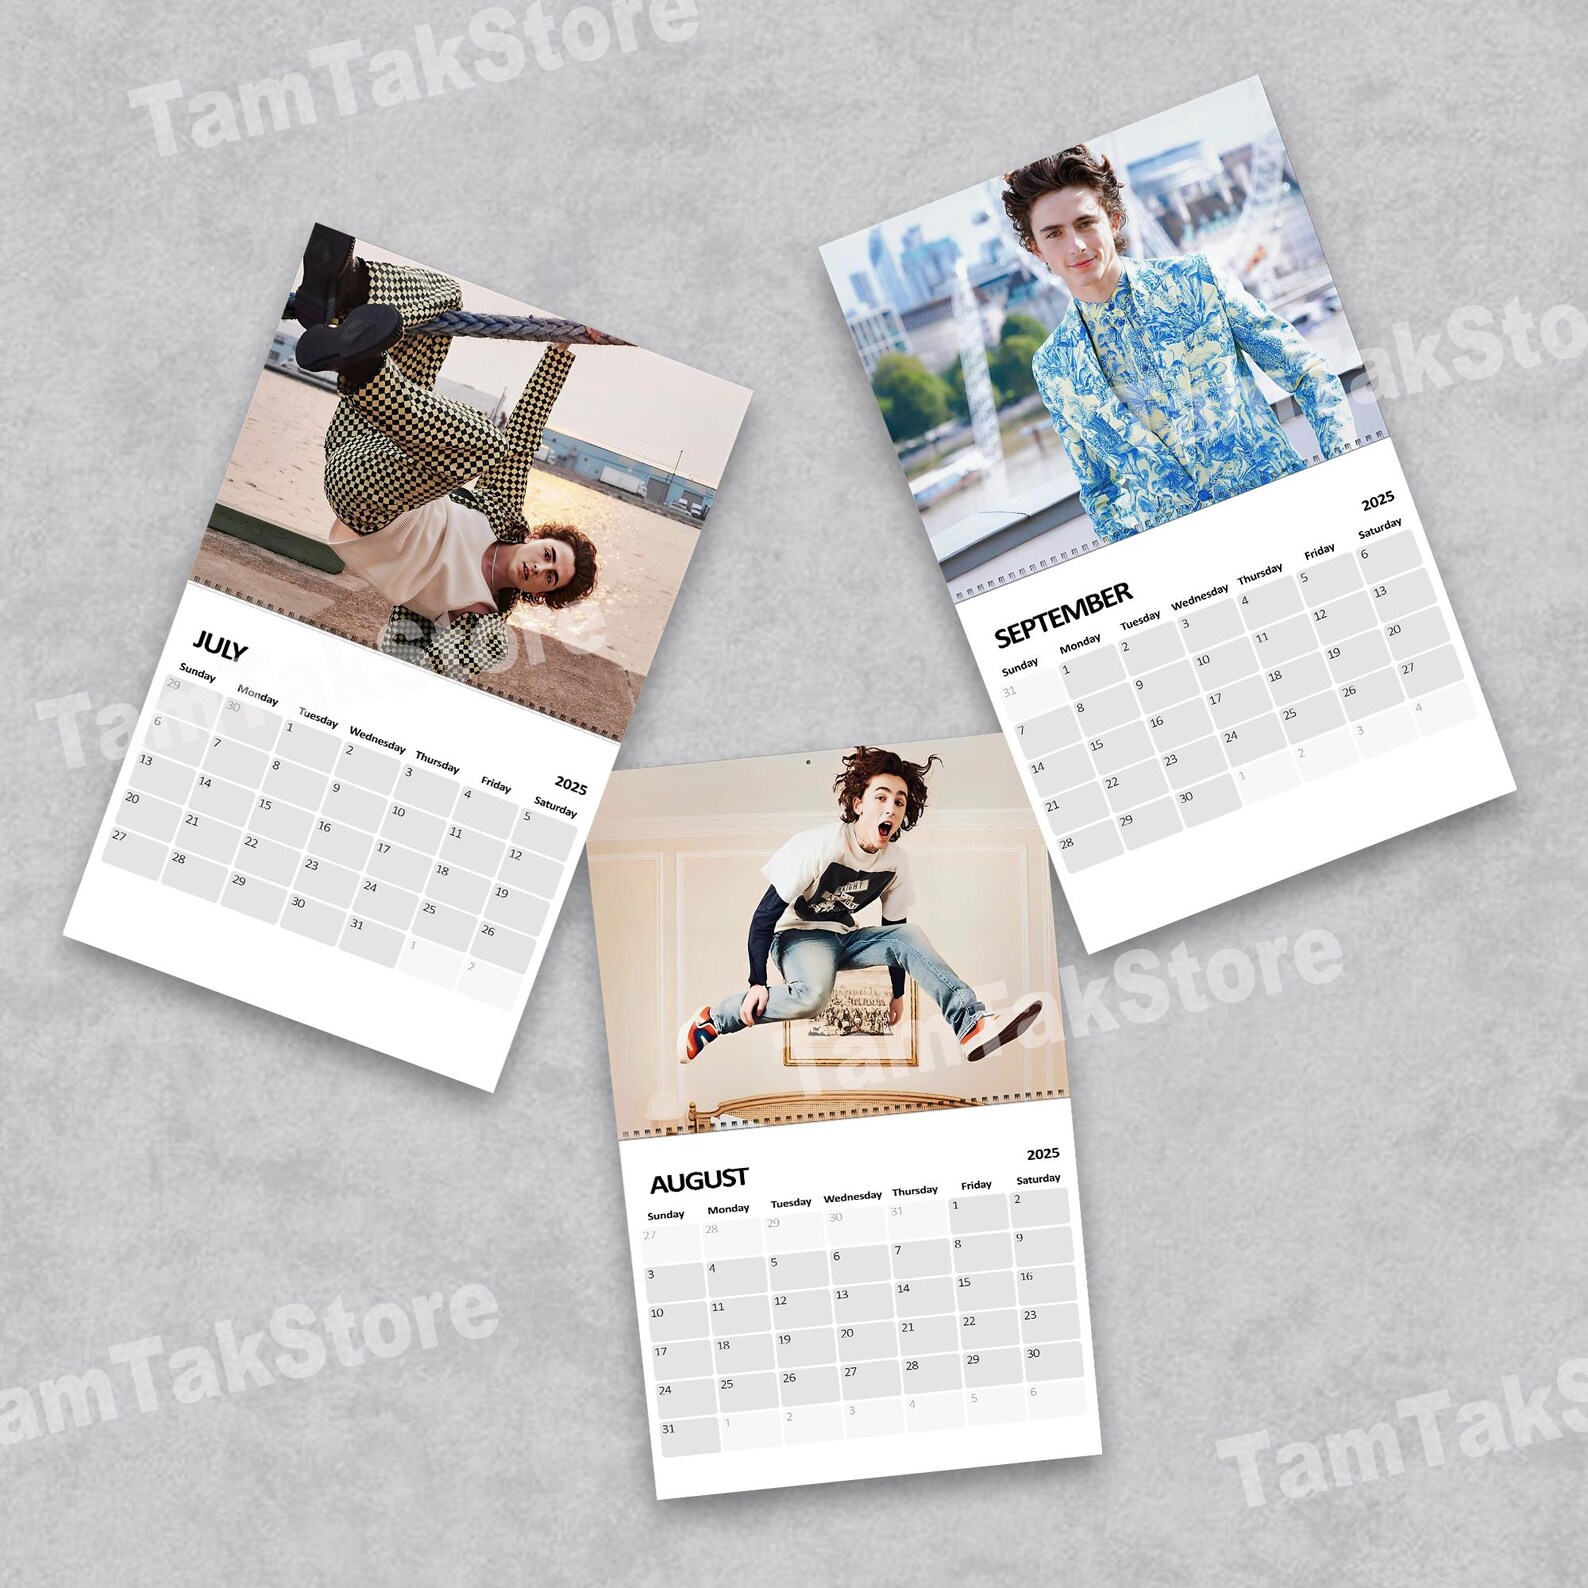 TamTakStore
TamTakStore
JULY
2025
Sunday Monday Tuesday Wednesday Thursday Friday Saturday
29 30 1 2 3 4 5
6 7 8 9 10 11 12
13 14 15 16 17 18 19
20 21 22 23 24 25 26
27 28 29 30 31 1 2
SEPTEMBER
2025
Sunday Monday Tuesday Wednesday Thursday Friday Saturday
31 1 2 3 4 5 6
7 8 9 10 11 12 13
14 15 16 17 18 19 20
21 22 23 24 25 26 27
28 29 30 1 2 3 4
TamTakStore
AUGUST
2025
Sunday Monday Tuesday Wednesday Thursday Friday Saturday
27 28 29 30 31 1 2
3 4 5 6 7 8 9
10 11 12 13 14 15 16
17 18 19 20 21 22 23
24 25 26 27 28 29 30
31 1 2 3 4 5 6
TamTakStore
amTakStore
TamTakS